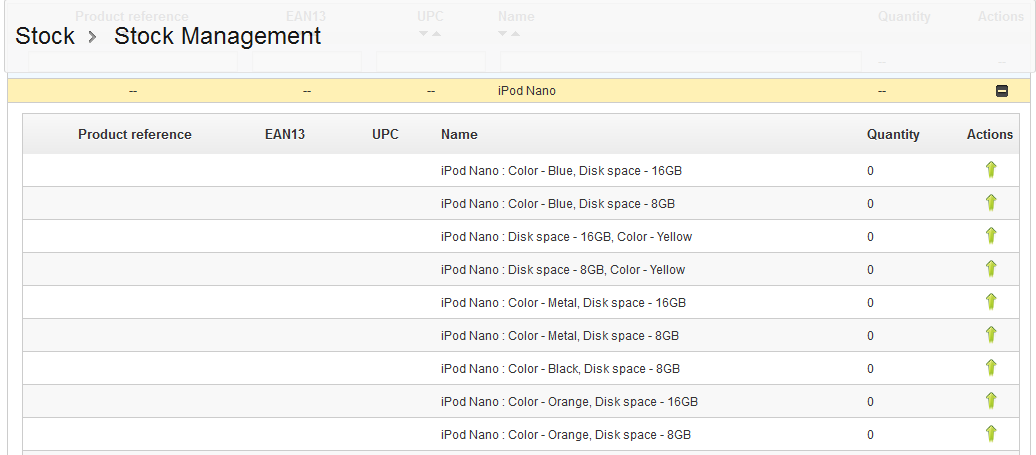 Product reference EAN13 UPC Name Quantity Actions
Stock > Stock Management
-- --
-- -- -- iPod Nano --
Product reference EAN13 UPC Name Quantity Actions
iPod Nano : Color - Blue, Disk space - 16GB 0
iPod Nano : Color - Blue, Disk space - 8GB 0
iPod Nano : Disk space - 16GB, Color - Yellow 0
iPod Nano : Disk space - 8GB, Color - Yellow 0
iPod Nano : Color - Metal, Disk space - 16GB 0
iPod Nano : Color - Metal, Disk space - 8GB 0
iPod Nano : Color - Black, Disk space - 8GB 0
iPod Nano : Color - Orange, Disk space - 16GB 0
iPod Nano : Color - Orange, Disk space - 8GB 0